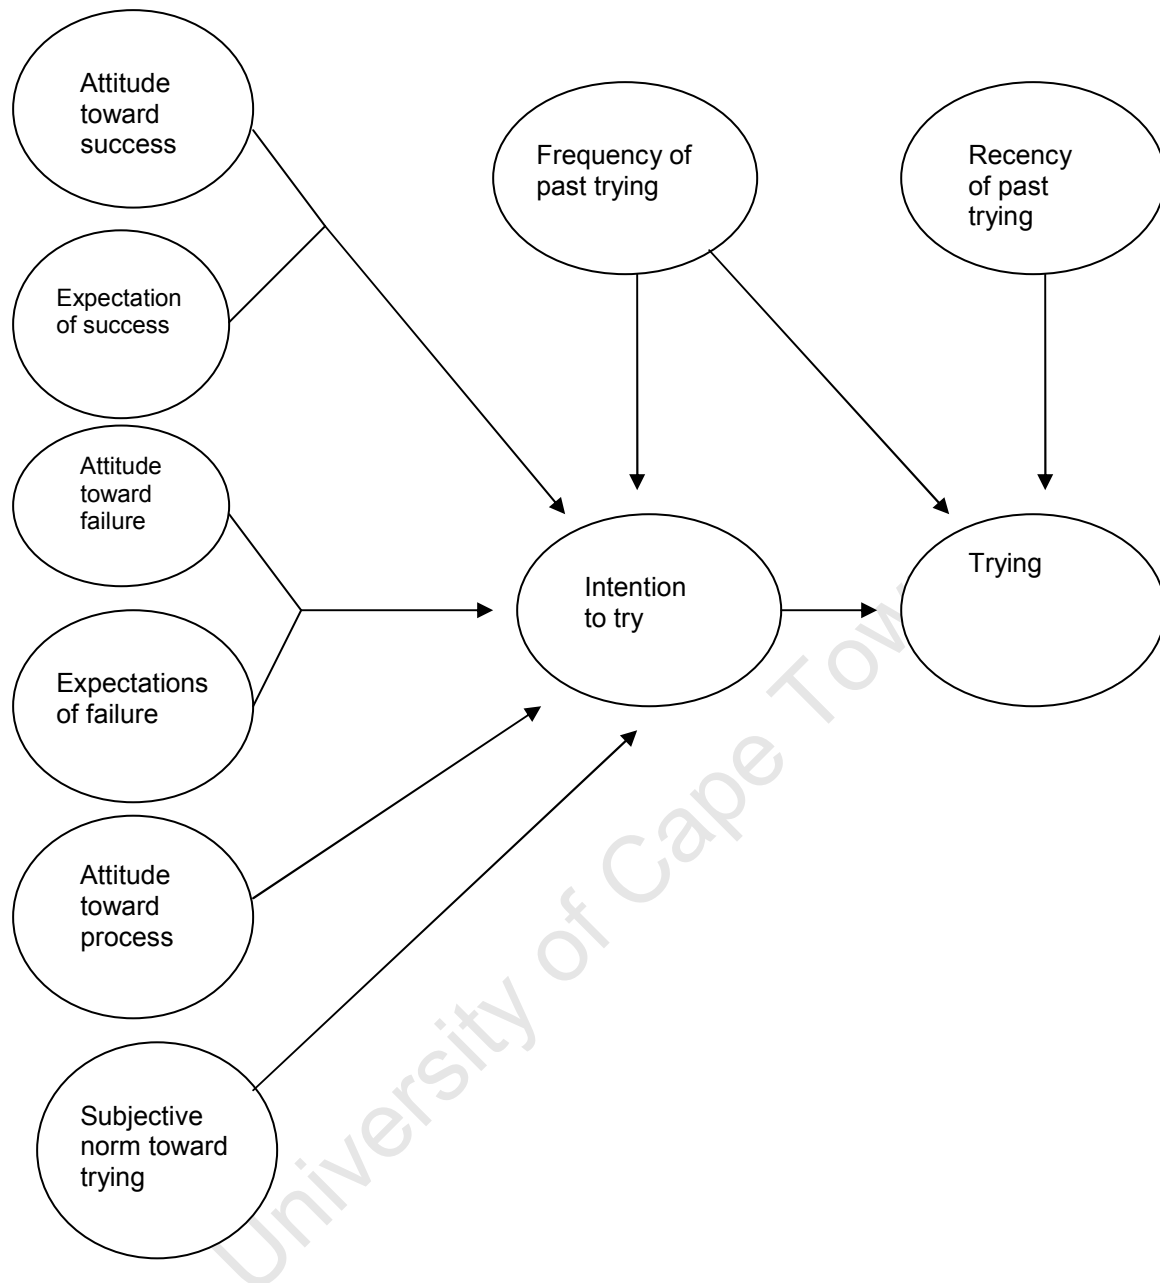 Attitude
toward
success
Frequency of
past trying
Recency
of past
trying
Expectation
of success
Attitude
toward
failure
Intention
to try
Trying
Expectations
of failure
Attitude
toward
process
Subjective
norm toward
trying
University of Cape Tow